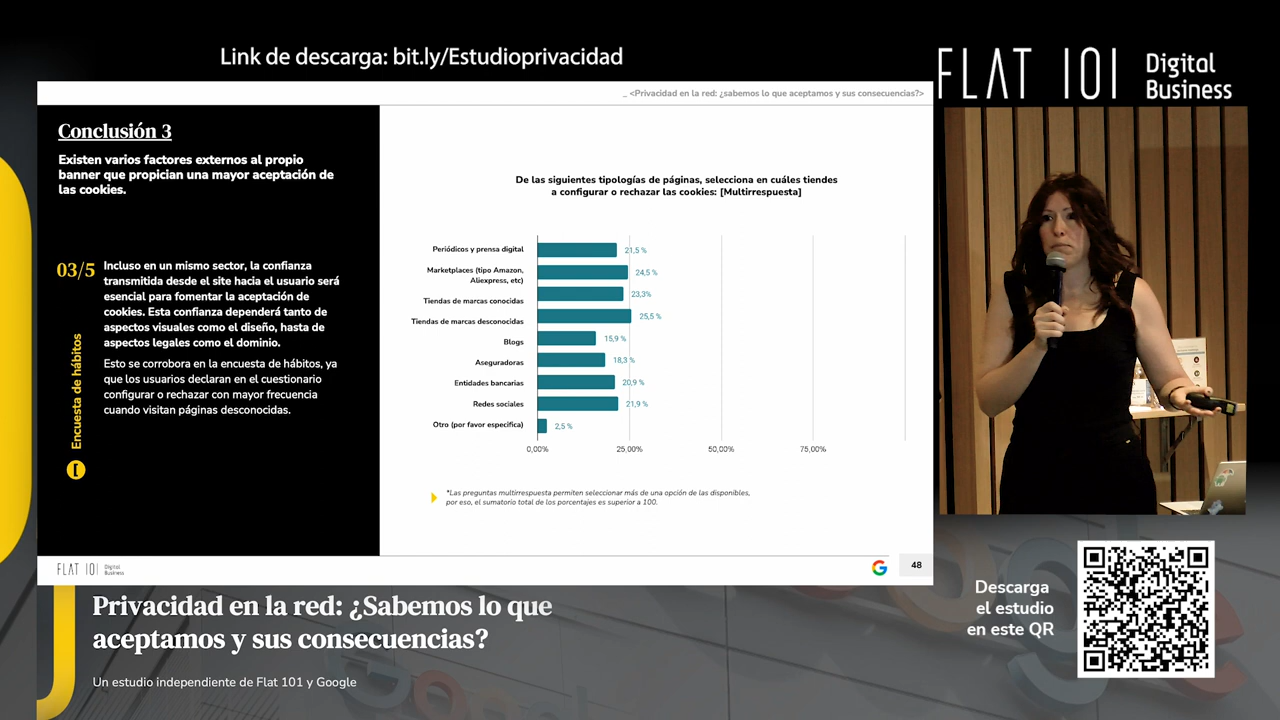 Link de descarga: bit.ly/Estudioprivacidad
FLAT 101 Digital
Business
_ <Privacidad en la red: ¿sabemos lo que aceptamos y sus consecuencias?>
Conclusión 3
Existen varios factores externos al propio
banner que propician una mayor aceptación de
las cookies.
03/5
Incluso en un mismo sector, la confianza
transmitida desde el site hacia el usuario será
esencial para fomentar la aceptación de
cookies. Esta confianza dependerá tanto de
aspectos visuales como el diseño, hasta de
aspectos legales como el dominio.
Esto se corrobora en la encuesta de hábitos, ya
que los usuarios declaran en el cuestionario
configurar o rechazar con mayor frecuencia
cuando visitan páginas desconocidas.
Encuesta de hábitos
De las siguientes tipologías de páginas, selecciona en cuáles tiendes
a configurar o rechazar las cookies: [Multirrespuesta]
Periódicos y prensa digital 21,5 %
Marketplaces (tipo Amazon,
Aliexpress, etc) 24,5 %
Tiendas de marcas conocidas 23,3%
Tiendas de marcas desconocidas 25,5 %
Blogs 15,9 %
Aseguradoras 18,3 %
Entidades bancarias 20,9 %
Redes sociales 21,9 %
Otro (por favor especifica) 2,5 %
0,00% 25,00% 50,00% 75,00%
*Las preguntas multirrespuesta permiten seleccionar más de una opción de las disponibles,
por eso, el sumatorio total de los porcentajes es superior a 100.
FLAT 101 Digital
Business
G
48
Privacidad en la red: ¿Sabemos lo que
aceptamos y sus consecuencias?
Un estudio independiente de Flat 101 y Google
Descarga
el estudio
en este QR